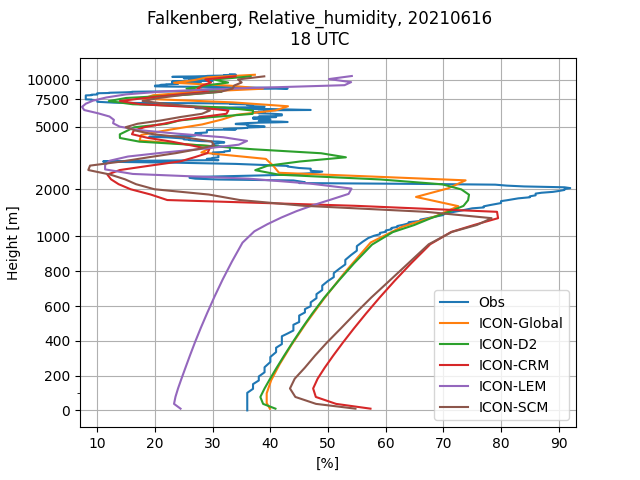 Falkenberg, Relative_humidity, 20210616
18 UTC
10000
7500
5000
2000
1000
800
600
400
200
0
Height [m]
10 20 30 40 50 60 70 80 90
[%]
Obs
ICON-Global
ICON-D2
ICON-CRM
ICON-LEM
ICON-SCM